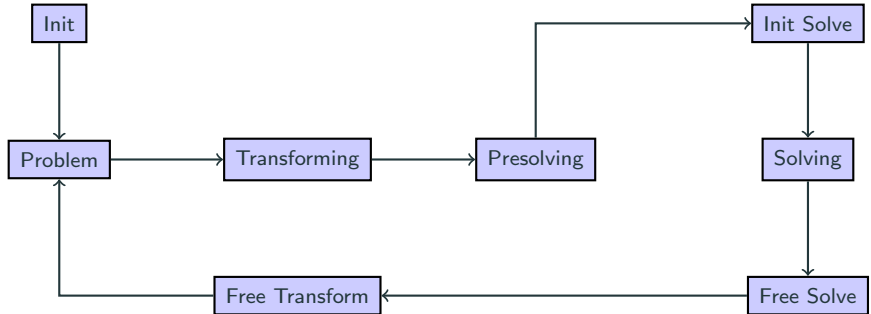 Init
Init Solve
Problem
Transforming
Presolving
Solving
Free Transform
Free Solve